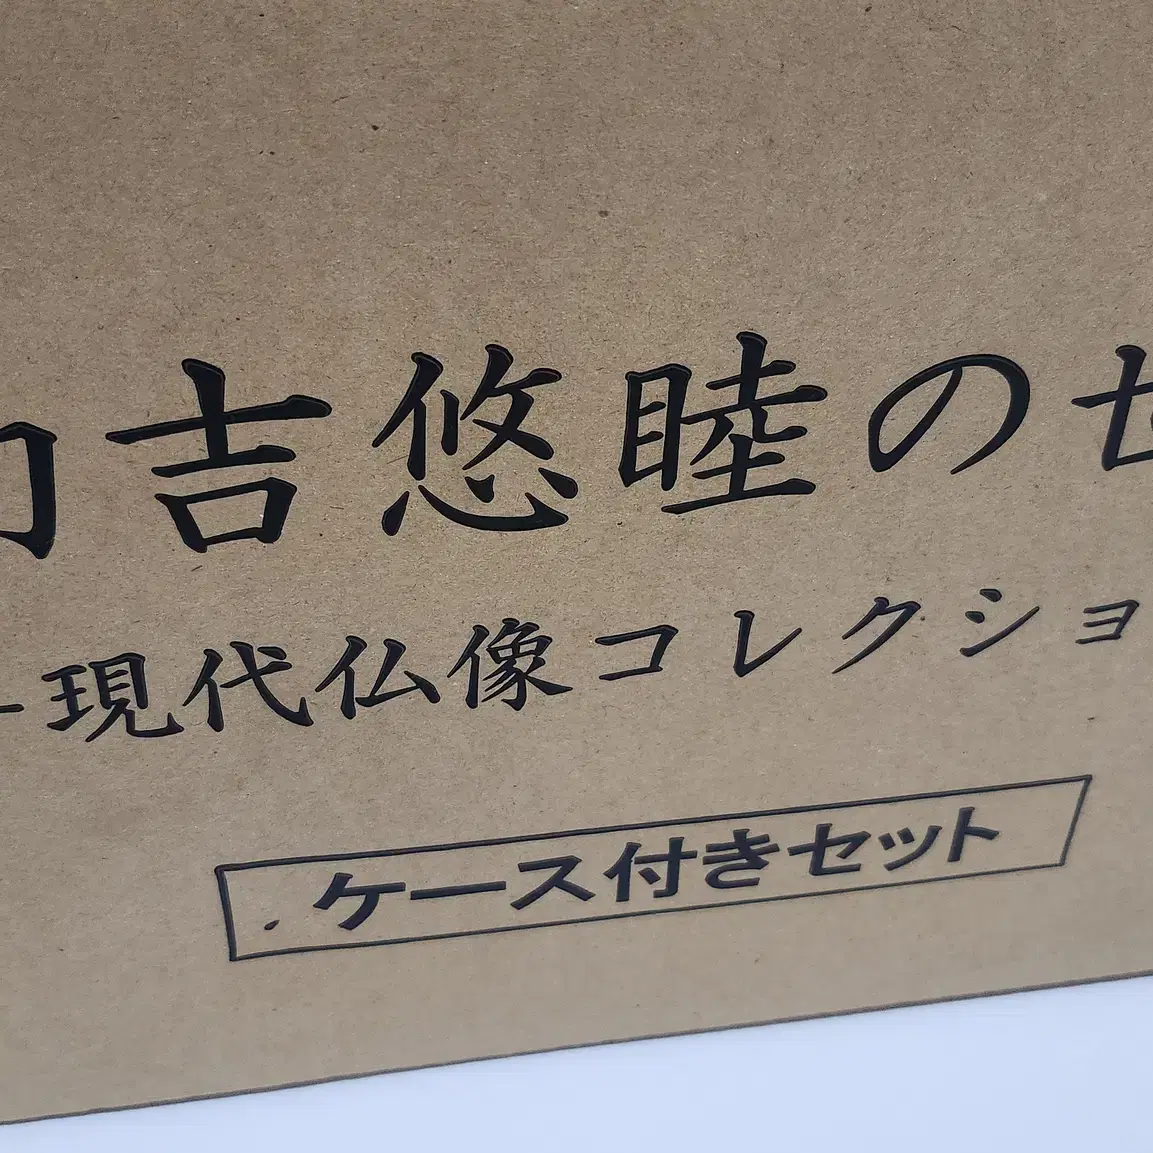 吉悠睦のせ
現代仏像コレクショ
ケース付きセット